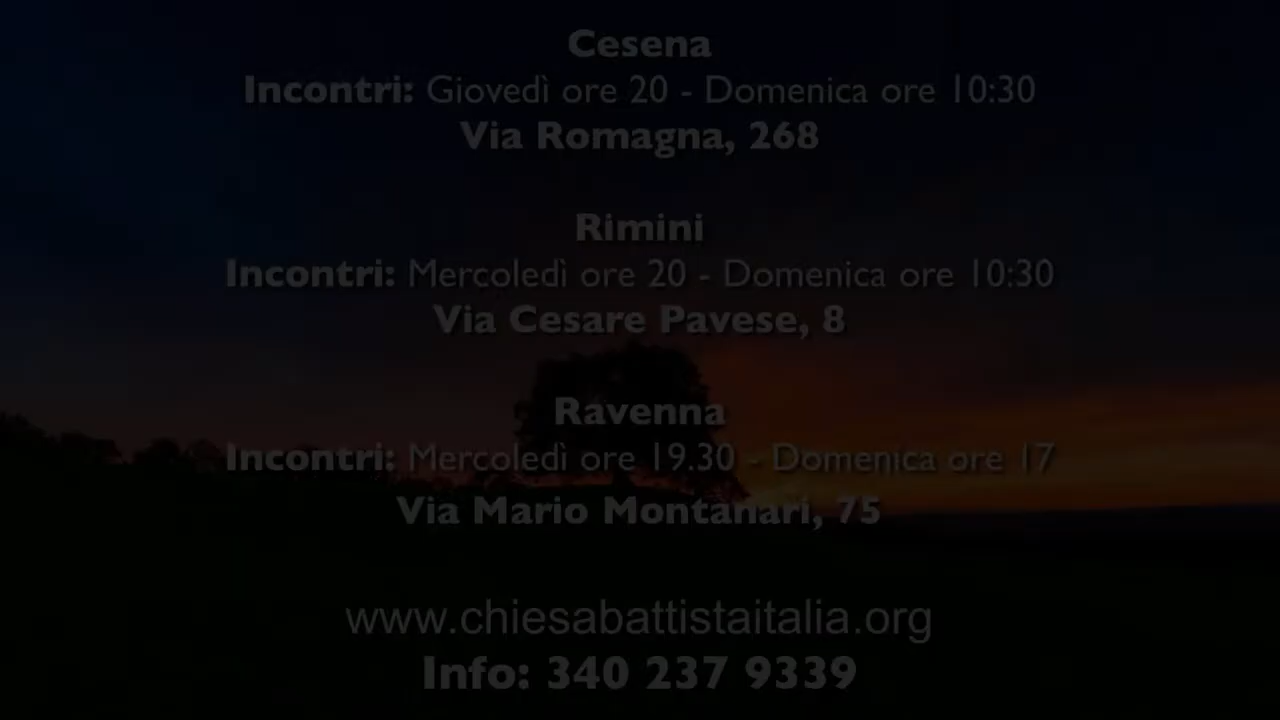 Cesena
Incontri: Giovedì ore 20 - Domenica ore 10:30
Via Romagna, 268
Rimini
Incontri: Mercoledì ore 20 - Domenica ore 10:30
Via Cesare Pavese, 8
Ravenna
Incontri: Mercoledì ore 19.30 - Domenica ore 17
Via Mario Montanari, 75
www.chiesabattistaitalia.org
Info: 340 237 9339